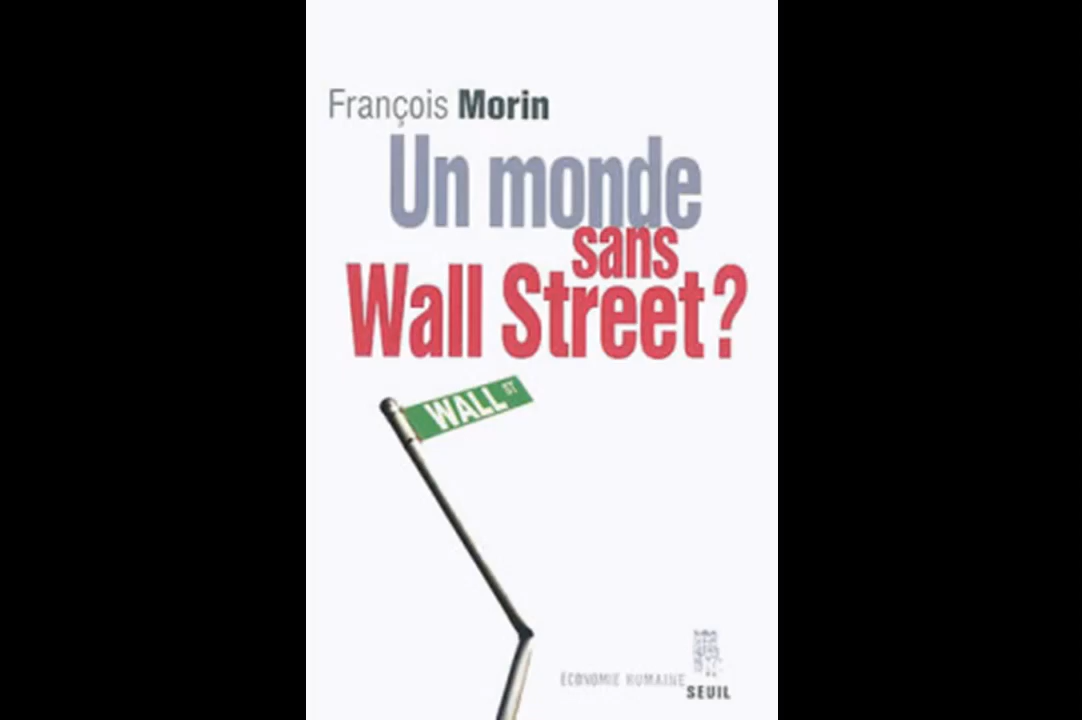 François Morin
Un monde
sans
Wall Street?
WALL ST
ÉCONOMIE HUMAINE
SEUIL